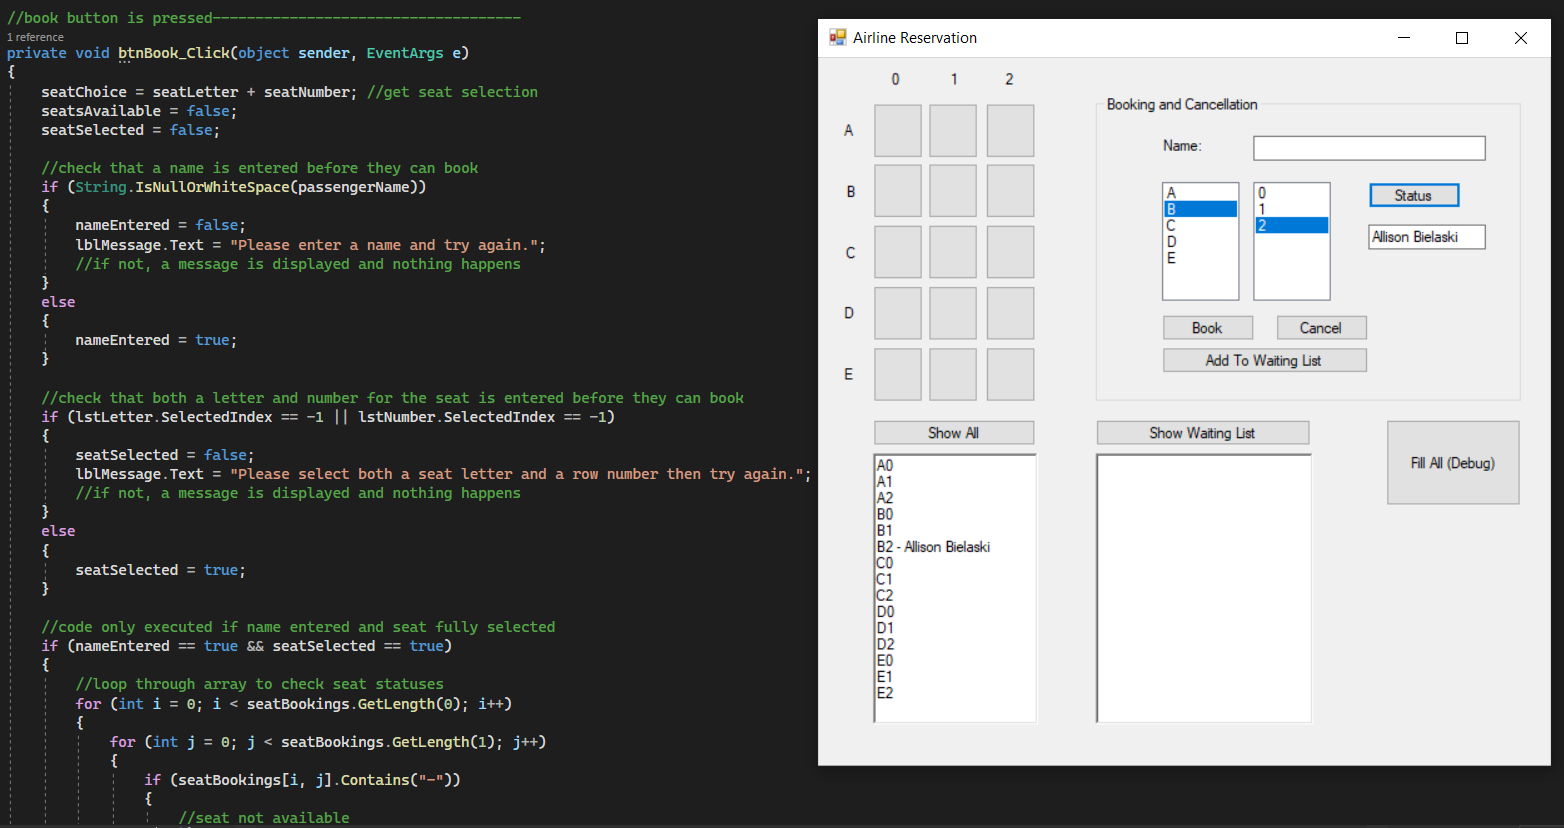 //book button is pressed------------------------------------
1 reference
private void btnBook_Click(object sender, EventArgs e)
{
seatChoice = seatLetter + seatNumber; //get seat selection
seatsAvailable = false;
seatSelected = false;
//check that a name is entered before they can book
if (String.IsNullOrWhiteSpace(passengerName))
{
nameEntered = false;
lblMessage.Text = "Please enter a name and try again.";
//if not, a message is displayed and nothing happens
}
else
{
nameEntered = true;
}
//check that both a letter and number for the seat is entered before they can book
if (lstLetter.SelectedIndex == -1 || lstNumber.SelectedIndex == -1)
{
seatSelected = false;
lblMessage.Text = "Please select both a seat letter and a row number then try again.";
//if not, a message is displayed and nothing happens
}
else
{
seatSelected = true;
}
//code only executed if name entered and seat fully selected
if (nameEntered == true && seatSelected == true)
{
//loop through array to check seat statuses
for (int i = 0; i < seatBookings.GetLength(0); i++)
{
for (int j = 0; j < seatBookings.GetLength(1); j++)
{
if (seatBookings[i, j].Contains("-"))
{
//seat not available
Airline Reservation
0 1 2
A
B
C
D
E
Booking and Cancellation
Name:
A
B
C
D
E
0
1
2
Status
Allison Bielaski
Book Cancel
Add To Waiting List
Show All
A0
A1
A2
B0
B1
B2 - Allison Bielaski
C0
C1
C2
D0
D1
D2
E0
E1
E2
Show Waiting List
Fill All (Debug)